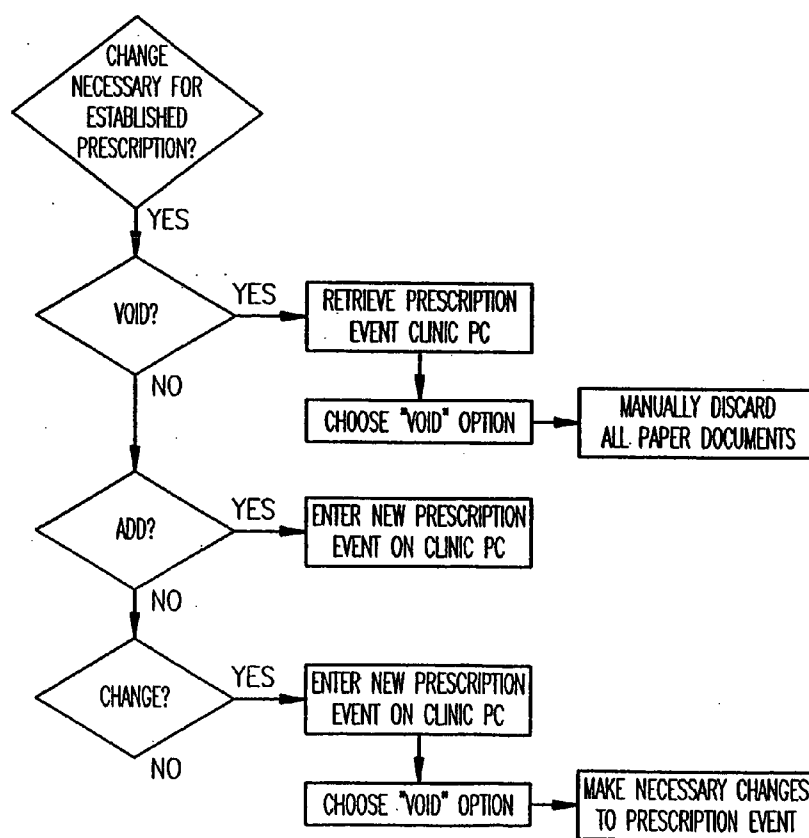 CHANGE
NECESSARY FOR
ESTABLISHED
PRESCRIPTION?
YES
VOID?
YES
RETRIEVE PRESCRIPTION
EVENT CLINIC PC
NO
CHOOSE "VOID" OPTION
MANUALLY DISCARD
ALL PAPER DOCUMENTS
ADD?
YES
ENTER NEW PRESCRIPTION
EVENT ON CLINIC PC
NO
CHANGE?
YES
ENTER NEW PRESCRIPTION
EVENT ON CLINIC PC
NO
CHOOSE "VOID" OPTION
MAKE NECESSARY CHANGES
TO PRESCRIPTION EVENT